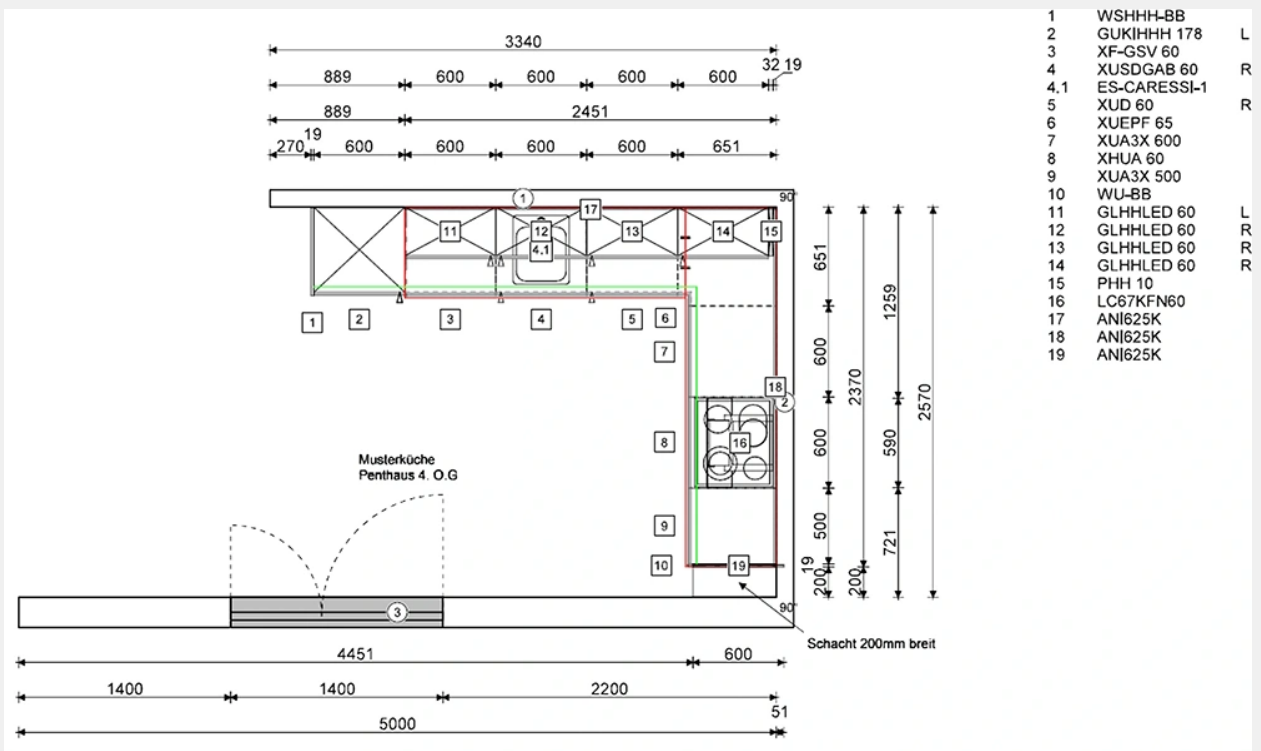 3340
32 19
889 600 600 600 600
889 2451
19
270 600 600 600 651
1
90°
17
11 12 13 14 15
4.1
1 2 3 4 5 6
7
18
2
8 16
9
10 19
651
600
600
500
19
200
2370
200
1259
590
721
2570
Musterküche
Penthaus 4. O.G
3
90°
Schacht 200mm breit
4451 600
1400 1400 2200
51
5000
1 WSHHH-BB
2 GUKIHHH 178 L
3 XF-GSV 60
4 XUSDGAB 60 R
4.1 ES-CARESSI-1
5 XUD 60 R
6 XUEPF 65
7 XUA3X 600
8 XHUA 60
9 XUA3X 500
10 WU-BB
11 GLHHLED 60 L
12 GLHHLED 60 R
13 GLHHLED 60 R
14 GLHHLED 60 R
15 PHH 10
16 LC67KFN60
17 ANI625K
18 ANI625K
19 ANI625K